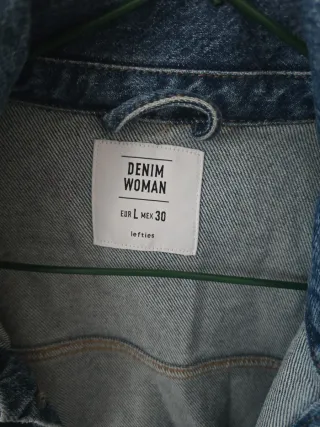 DENIM
WOMAN
EUR L MEX 30
lefties